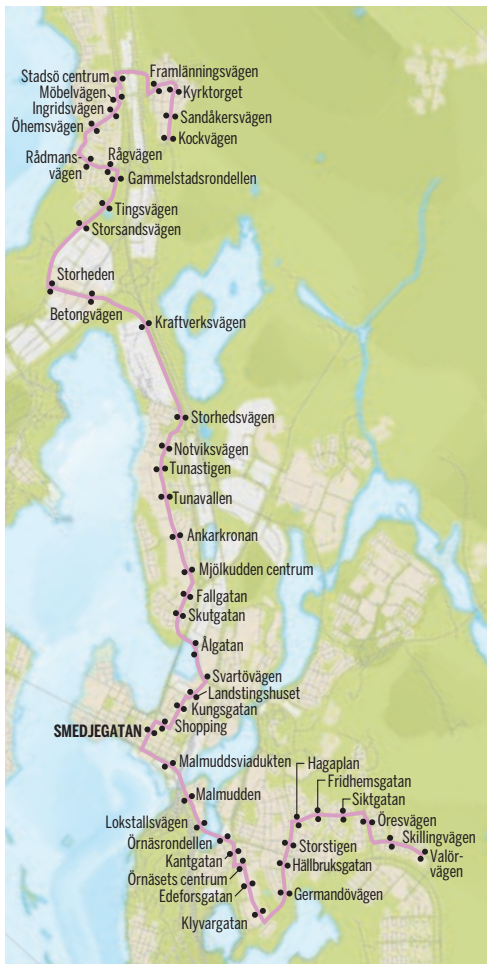 Stadsö centrum
Framlänningsvägen
Möbelvägen
Kyrktorget
Ingridsvägen
Sandåkersvägen
Öhemsvägen
Kockvägen
Rådmans-
vägen
Rågvägen
Gammelstadsrondellen
Tingsvägen
Storsandsvägen
Storheden
Betongvägen
Kraftverksvägen
Storhedsvägen
Notviksvägen
Tunastigen
Tunavallen
Ankarkronan
Mjölkudden centrum
Fallgatan
Skutgatan
Ålgatan
Svartövägen
Landstingshuset
Kungsgatan
SMEDJEGATAN
Shopping
Malmuddsviadukten
Hagaplan
Fridhemsgatan
Malmudden
Siktgatan
Lokstallsvägen
Öresvägen
Örnäsrondellen
Skillingvägen
Storstigen
Kantgatan
Valör-
vägen
Hällbruksgatan
Örnäsets centrum
Edeforsgatan
Germandövägen
Klyvargatan